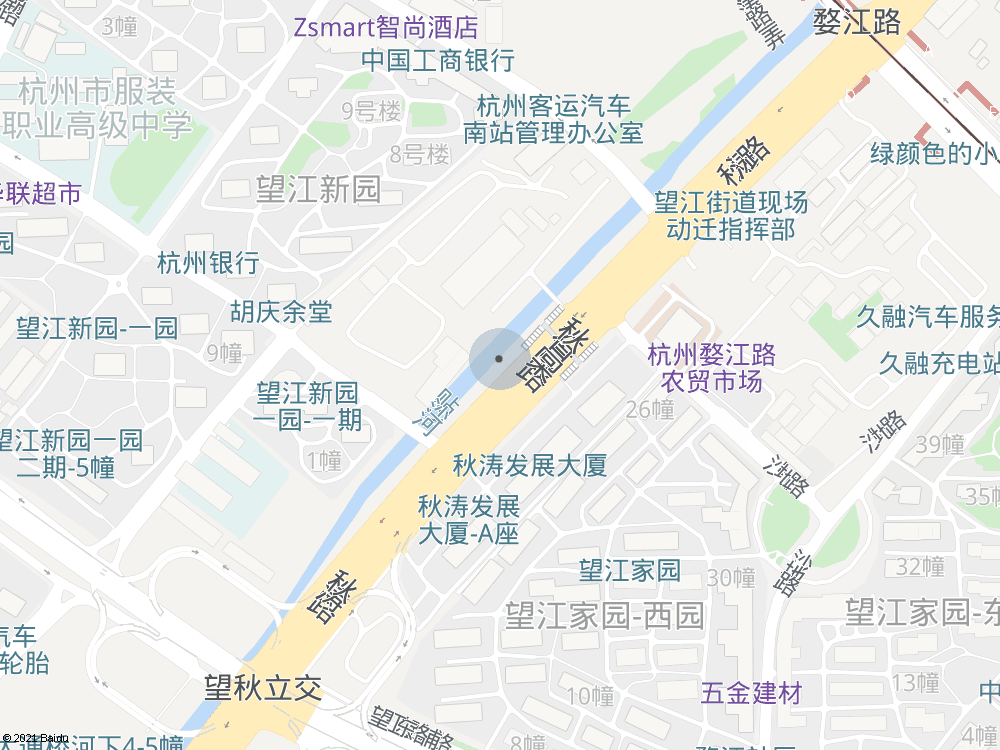 3幢
Zsmart智尚酒店
婺江路
中国工商银行
杭州市服装
职业高级中学
9号楼
杭州客运汽车
南站管理办公室
8号楼
绿颜色的小
秋涛路
望江新园
华联超市
望江街道现场
动迁指挥部
园
杭州银行
胡庆余堂
望江新园-一园
9幢
久融汽车服务
杭州婺江路
农贸市场
久融充电站
望江新园
一园-一期
26幢
望江新园一园
二期-5幢
1幢
39幢
秋涛发展大厦
秋涛发展
大厦-A座
35幢
望江家园
30幢
32幢
望江家园-西园
望江家园-东
汽车
轮胎
望秋立交
10幢
五金建材
13幢
中
8幢
4幢
© 2021 Baidu